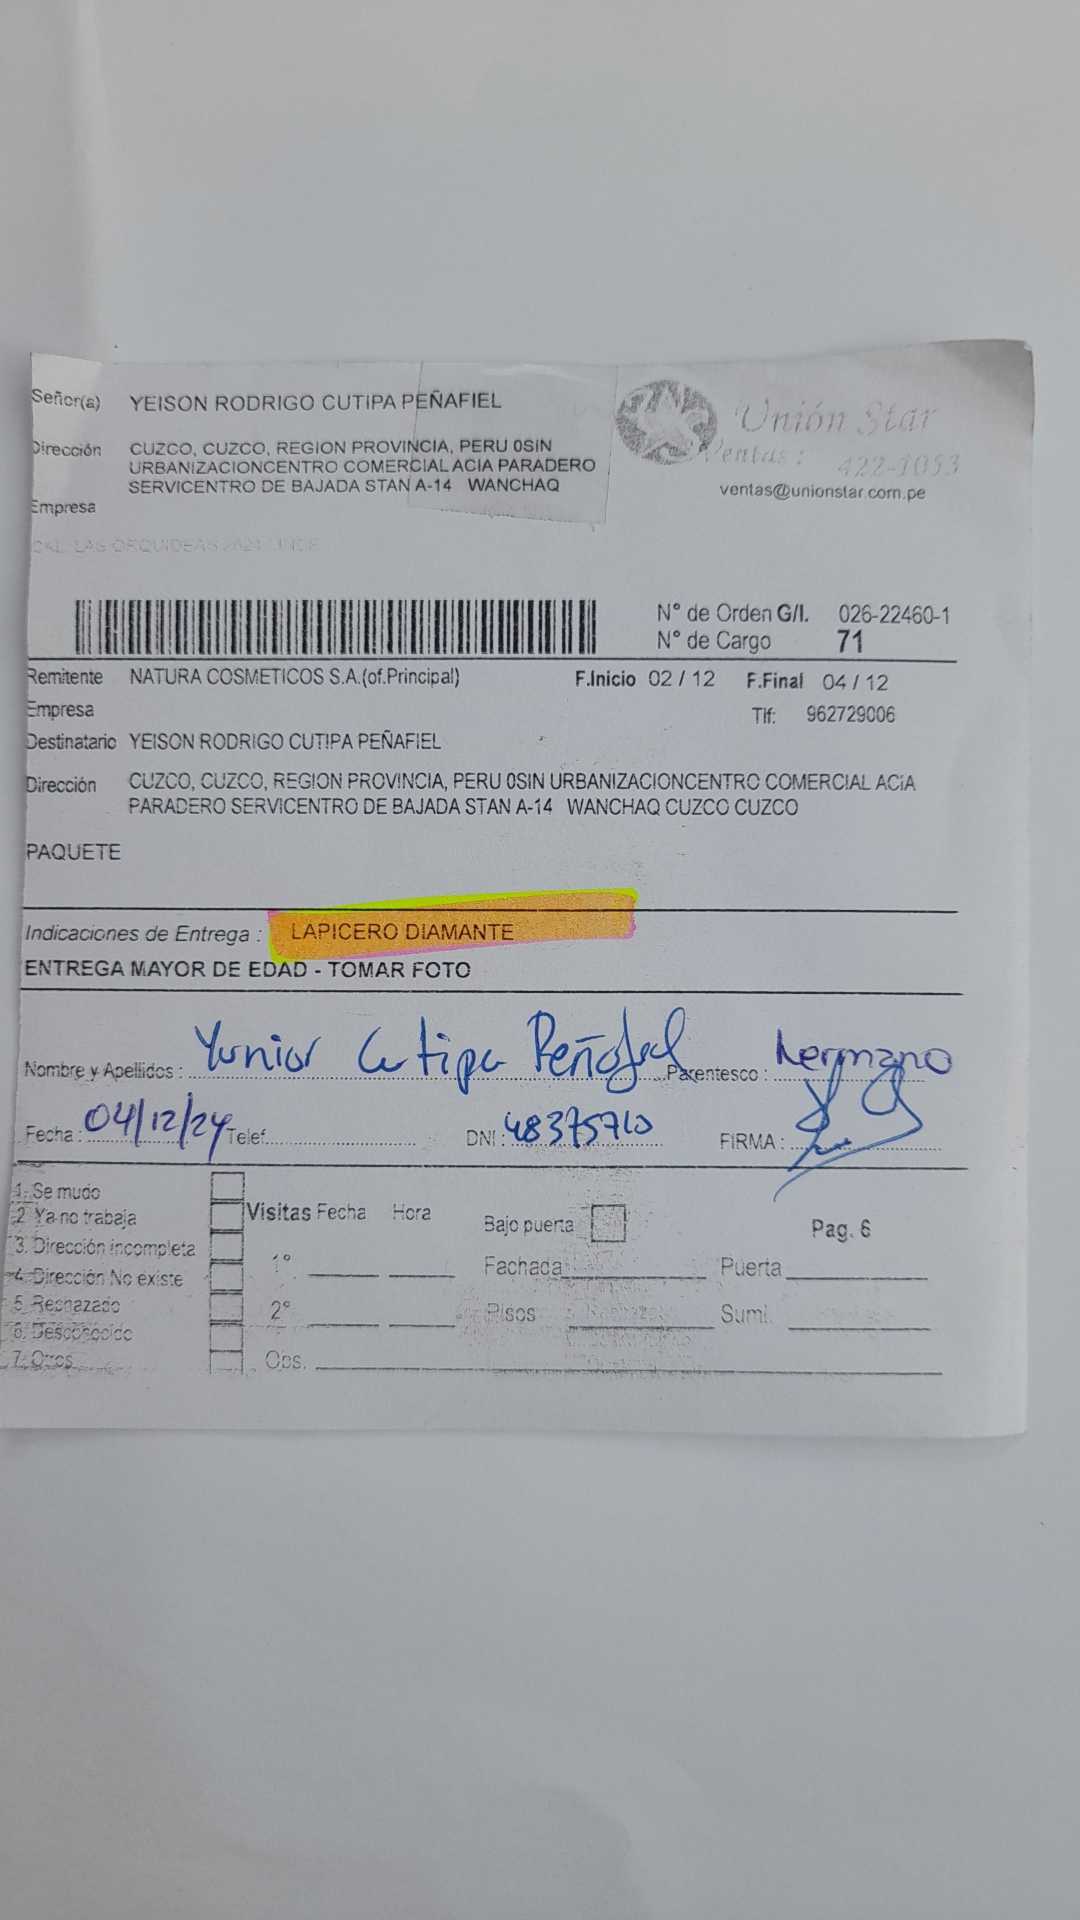 Señor(a) YEISON RODRIGO CUTIPA PEÑAFIEL
Unión Star
Ventas: 422-1053
ventas@unionstar.com.pe
Dirección CUZCO, CUZCO, REGION PROVINCIA, PERU 0SIN
URBANIZACIONCENTRO COMERCIAL ACIA PARADERO
SERVICENTRO DE BAJADA STAN A-14 WANCHAQ
Empresa
LAS ORQUIDEAS
N° de Orden G/I. 026-22460-1
N° de Cargo 71
Remitente NATURA COSMETICOS S.A.(of.Principal) F.Inicio 02 / 12 F.Final 04 / 12
Empresa Tlf: 962729006
Destinatario YEISON RODRIGO CUTIPA PEÑAFIEL
Dirección CUZCO, CUZCO, REGION PROVINCIA, PERU 0SIN URBANIZACIONCENTRO COMERCIAL ACIA
PARADERO SERVICENTRO DE BAJADA STAN A-14 WANCHAQ CUZCO CUZCO
PAQUETE
Indicaciones de Entrega : LAPICERO DIAMANTE
ENTREGA MAYOR DE EDAD - TOMAR FOTO
Nombre y Apellidos : Yunior Cutipa Peñafiel Parentesco : hermano
Fecha : 04/12/24 Telef. DNI : 48375710 FIRMA :
1. Se mudo
2 Ya no trabaja
3. Dirección incompleta
4. Dirección No existe
5. Rechazado
6. Desconocido
7. Otros
Visitas Fecha Hora
1°
2°
Obs.
Bajo puerta Pag. 6
Fachada Puerta
Pisos Sumi.